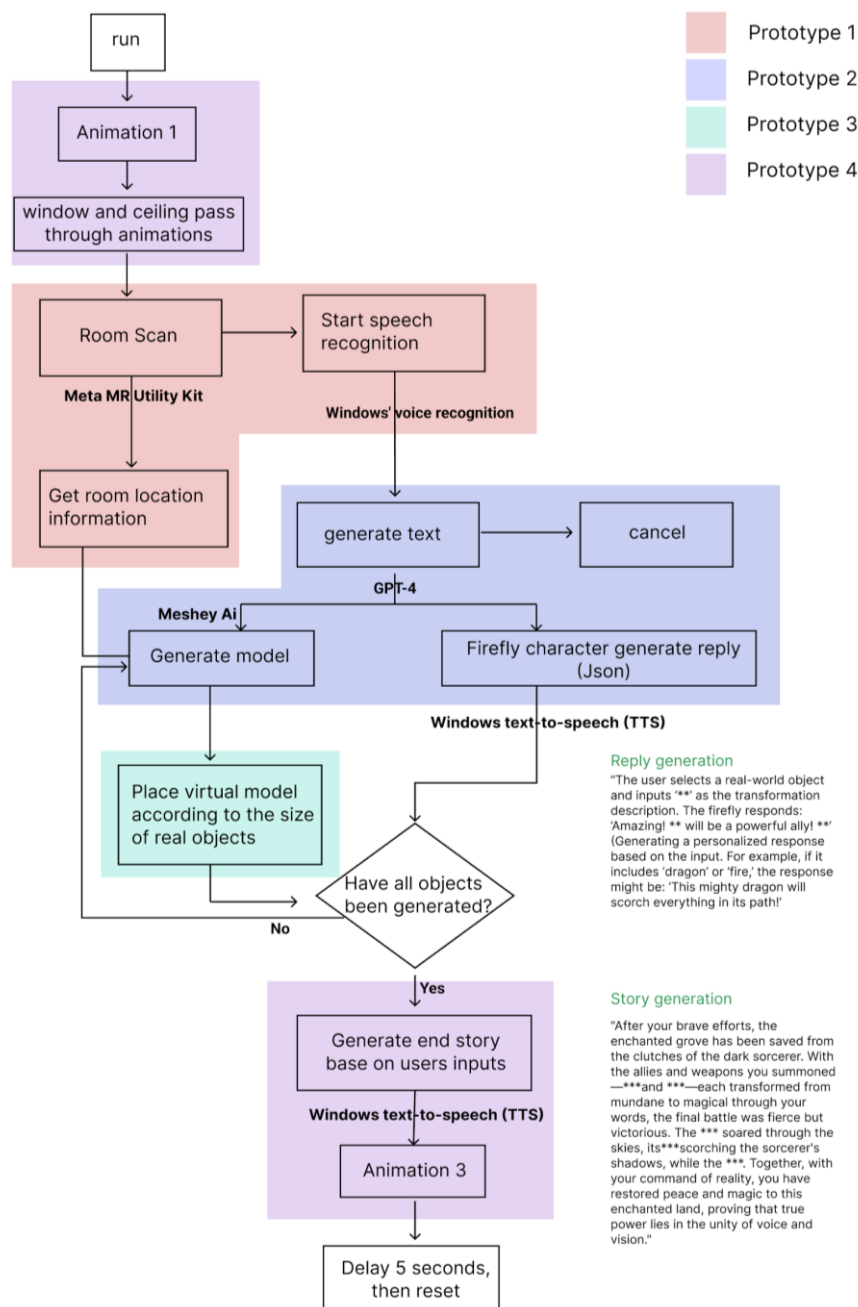 run
Prototype 1
Prototype 2
Prototype 3
Prototype 4
Animation 1
window and ceiling pass
through animations
Room Scan
Start speech
recognition
Meta MR Utility Kit
Windows' voice recognition
Get room location
information
generate text
cancel
GPT-4
Meshey Ai
Generate model
Firefly character generate reply
(Json)
Windows text-to-speech (TTS)
Place virtual model
according to the size
of real objects
Reply generation
"The user selects a real-world object
and inputs ‘**’ as the transformation
description. The firefly responds:
‘Amazing! ** will be a powerful ally! **’
(Generating a personalized response
based on the input. For example, if it
includes ‘dragon’ or ‘fire,’ the response
might be: ‘This mighty dragon will
scorch everything in its path!’
Have all objects
been generated?
No
Yes
Generate end story
base on users inputs
Windows text-to-speech (TTS)
Animation 3
Delay 5 seconds,
then reset
Story generation
"After your brave efforts, the
enchanted grove has been saved from
the clutches of the dark sorcerer. With
the allies and weapons you summoned
—***and ***—each transformed from
mundane to magical through your
words, the final battle was fierce but
victorious. The *** soared through the
skies, its***scorching the sorcerer's
shadows, while the ***. Together, with
your command of reality, you have
restored peace and magic to this
enchanted land, proving that true
power lies in the unity of voice and
vision."